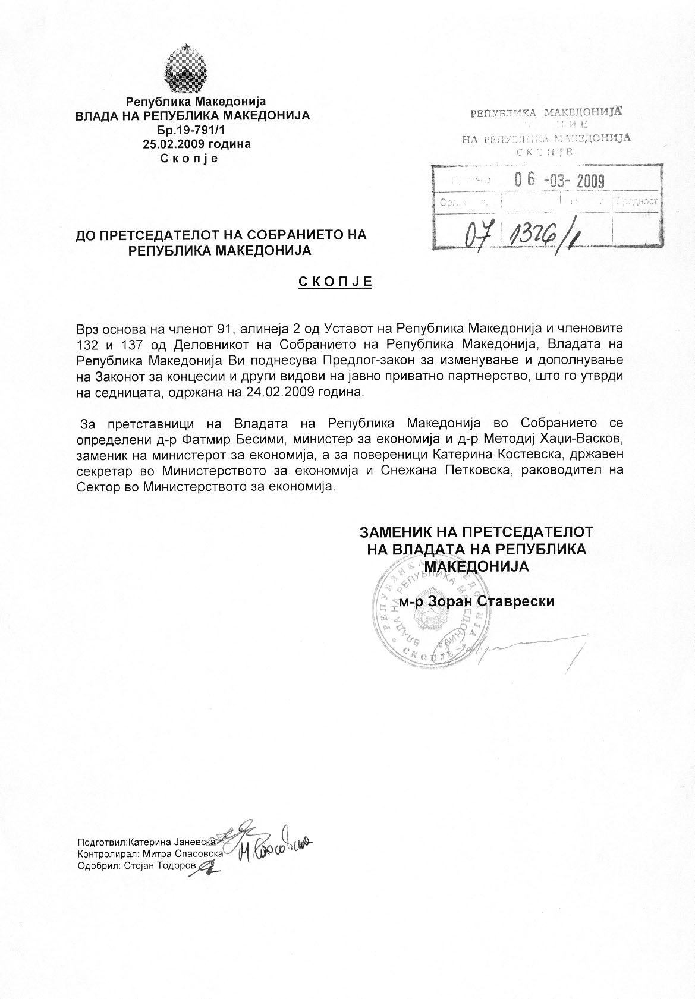 Република Македонија
ВЛАДА НА РЕПУБЛИКА МАКЕДОНИЈА
Бр.19-791/1
25.02.2009 година
С к о п ј е
РЕПУБЛИКА МАКЕДОНИЈА
НА РЕПУБЛИКА МАКЕДОНИЈА
СКОПЈЕ
06 -03- 2009
Орг.
Вредност
07 1326/1
ДО ПРЕТСЕДАТЕЛОТ НА СОБРАНИЕТО НА
РЕПУБЛИКА МАКЕДОНИЈА
С К О П Ј Е
Врз основа на членот 91, алинеја 2 од Уставот на Република Македонија и членовите
132 и 137 од Деловникот на Собранието на Република Македонија, Владата на
Република Македонија Ви поднесува Предлог-закон за изменување и дополнување
на Законот за концесии и други видови на јавно приватно партнерство, што го утврди
на седницата, одржана на 24.02.2009 година.
За претставници на Владата на Република Македонија во Собранието се
определени д-р Фатмир Бесими, министер за економија и д-р Методиј Хаџи-Васков,
заменик на министерот за економија, а за повереници Катерина Костевска, државен
секретар во Министерството за економија и Снежана Петковска, раководител на
Сектор во Министерството за економија.
ЗАМЕНИК НА ПРЕТСЕДАТЕЛОТ
НА ВЛАДАТА НА РЕПУБЛИКА
МАКЕДОНИЈА
м-р Зоран Ставрески
РЕПУБЛИКА МАКЕДОНИЈА
ВЛАДА НА РЕПУБЛИКА МАКЕДОНИЈА
СКОПЈЕ
Подготвил:Катерина Јаневска
Контролирал: Митра Спасовска
Одобрил: Стојан Тодоров